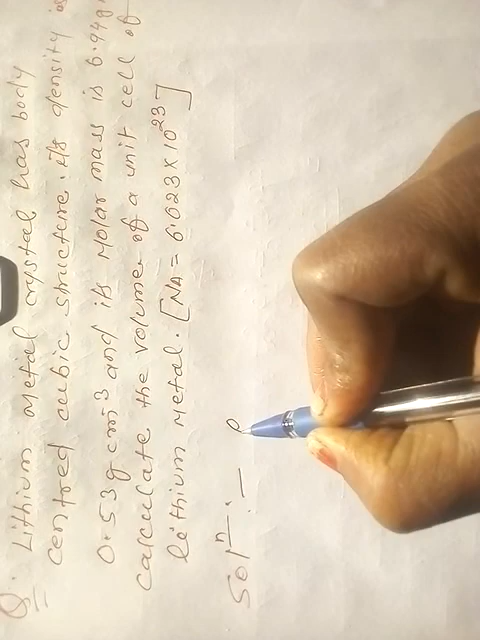 Q. Lithium metal crystal has body
centred cubic structure. its density is
0.53 g cm⁻³ and its Molar mass is 6.94 g
calculate the volume of a unit cell of
lithium metal. [NA = 6.023 × 10²³]
Solⁿ :- ρ